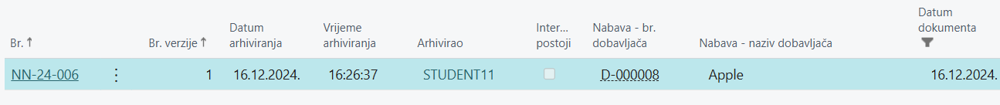 Br. ↑
Br. verzije ↑
Datum
arhiviranja
Vrijeme
arhiviranja
Arhivirao
Inter...
postoji
Nabava - br.
dobavljača
Nabava - naziv dobavljača
Datum
dokumenta
NN-24-006 1 16.12.2024. 16:26:37 STUDENT11 D-000008 Apple 16.12.2024.